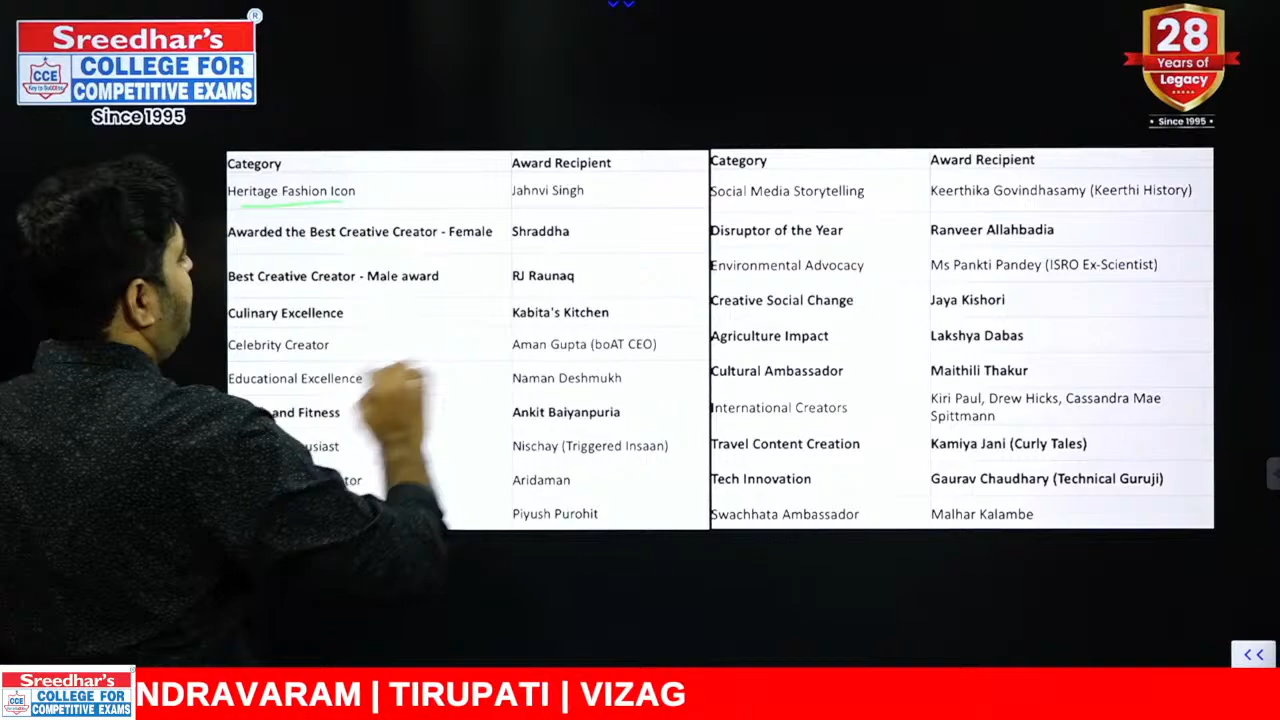 Sreedhar's
CCE
Key to Success
COLLEGE FOR
COMPETITIVE EXAMS
Since 1995
®
28
Years of
Legacy
• Since 1995 •
Category Award Recipient
Heritage Fashion Icon Jahnvi Singh
Awarded the Best Creative Creator - Female Shraddha
Best Creative Creator - Male award RJ Raunaq
Culinary Excellence Kabita's Kitchen
Celebrity Creator Aman Gupta (boAT CEO)
Educational Excellence Naman Deshmukh
and Fitness Ankit Baiyanpuria
Nischay (Triggered Insaan)
Aridaman
Piyush Purohit
Category Award Recipient
Social Media Storytelling Keerthika Govindhasamy (Keerthi History)
Disruptor of the Year Ranveer Allahbadia
Environmental Advocacy Ms Pankti Pandey (ISRO Ex-Scientist)
Creative Social Change Jaya Kishori
Agriculture Impact Lakshya Dabas
Cultural Ambassador Maithili Thakur
International Creators Kiri Paul, Drew Hicks, Cassandra Mae
Spittmann
Travel Content Creation Kamiya Jani (Curly Tales)
Tech Innovation Gaurav Chaudhary (Technical Guruji)
Swachhata Ambassador Malhar Kalambe
<<
Sreedhar's
CCE
COLLEGE FOR
COMPETITIVE EXAMS
NDRAVARAM | TIRUPATI | VIZAG